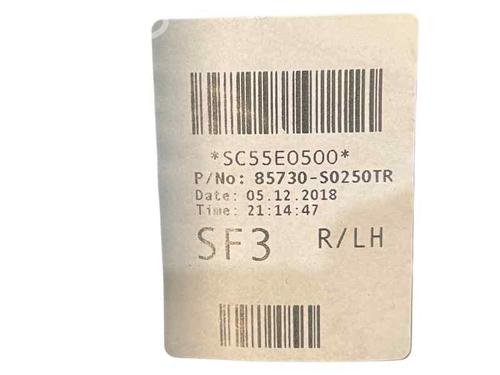 *SC55E0500*
P/No: 85730-S0250TR
Date: 05.12.2018
Time: 21:14:47
SF3 R/LH